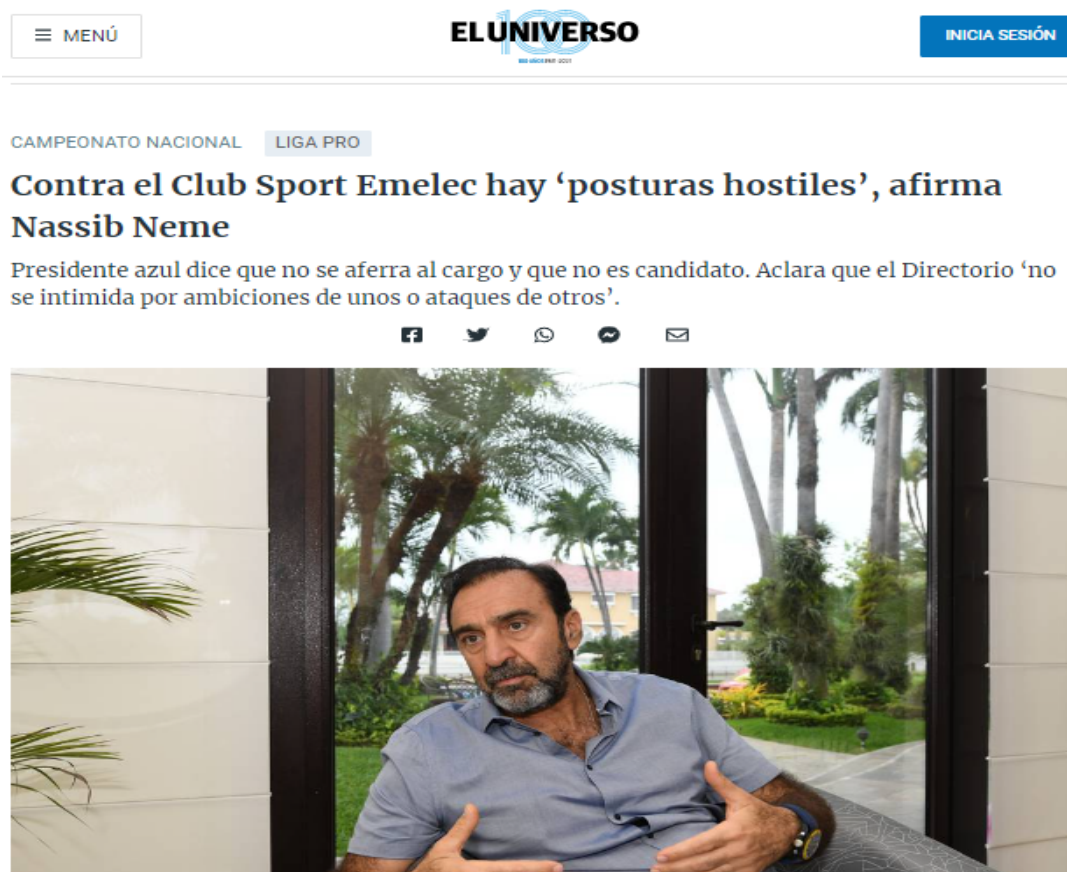 MENÚ
EL UNIVERSO
INICIA SESIÓN
CAMPEONATO NACIONAL LIGA PRO
Contra el Club Sport Emelec hay ‘posturas hostiles’, afirma
Nassib Neme
Presidente azul dice que no se aferra al cargo y que no es candidato. Aclara que el Directorio ‘no
se intimida por ambiciones de unos o ataques de otros’.